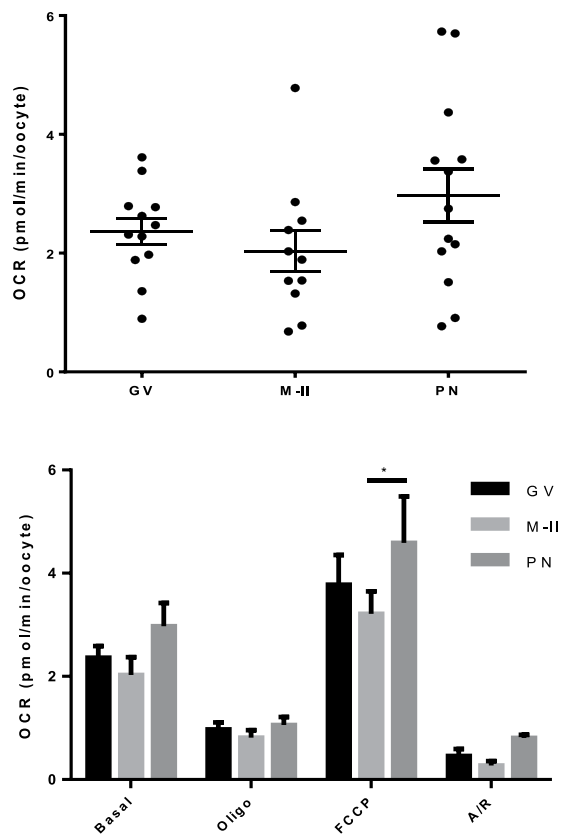 6
4
2
0
OCR (pmol/min/oocyte)
GV
M-II
PN
6
4
2
0
OCR (pmol/min/oocyte)
*
GV
M-II
PN
Basal
Oligo
FCCP
A/R